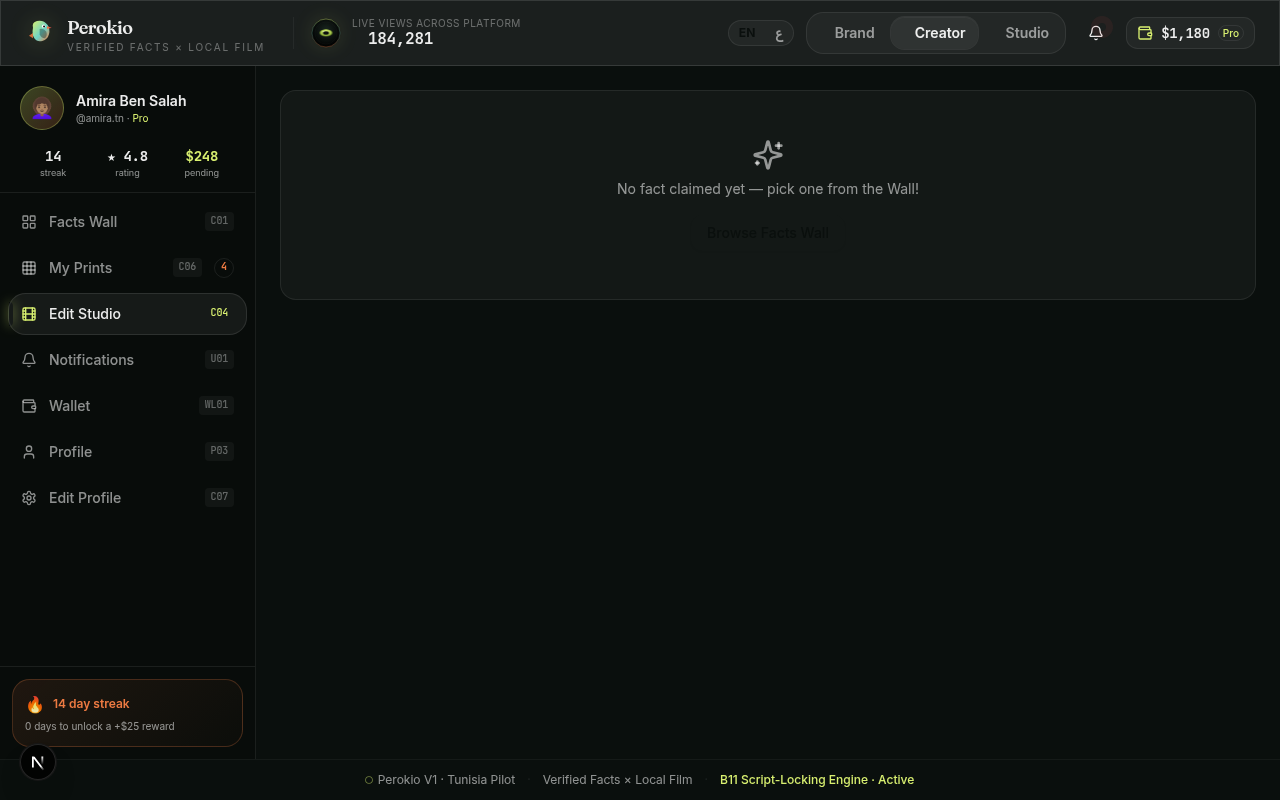 Perokio
VERIFIED FACTS × LOCAL FILM
LIVE VIEWS ACROSS PLATFORM
184,281
EN ع
Brand Creator Studio
$1,180 Pro
Amira Ben Salah
@amira.tn · Pro
14 ★ 4.8 $248
streak rating pending
Facts Wall C01
My Prints C06 4
Edit Studio C04
Notifications U01
Wallet WL01
Profile P03
Edit Profile C07
No fact claimed yet — pick one from the Wall!
Browse Facts Wall
14 day streak
0 days to unlock a +$25 reward
N
Perokio V1 · Tunisia Pilot · Verified Facts × Local Film · B11 Script-Locking Engine · Active